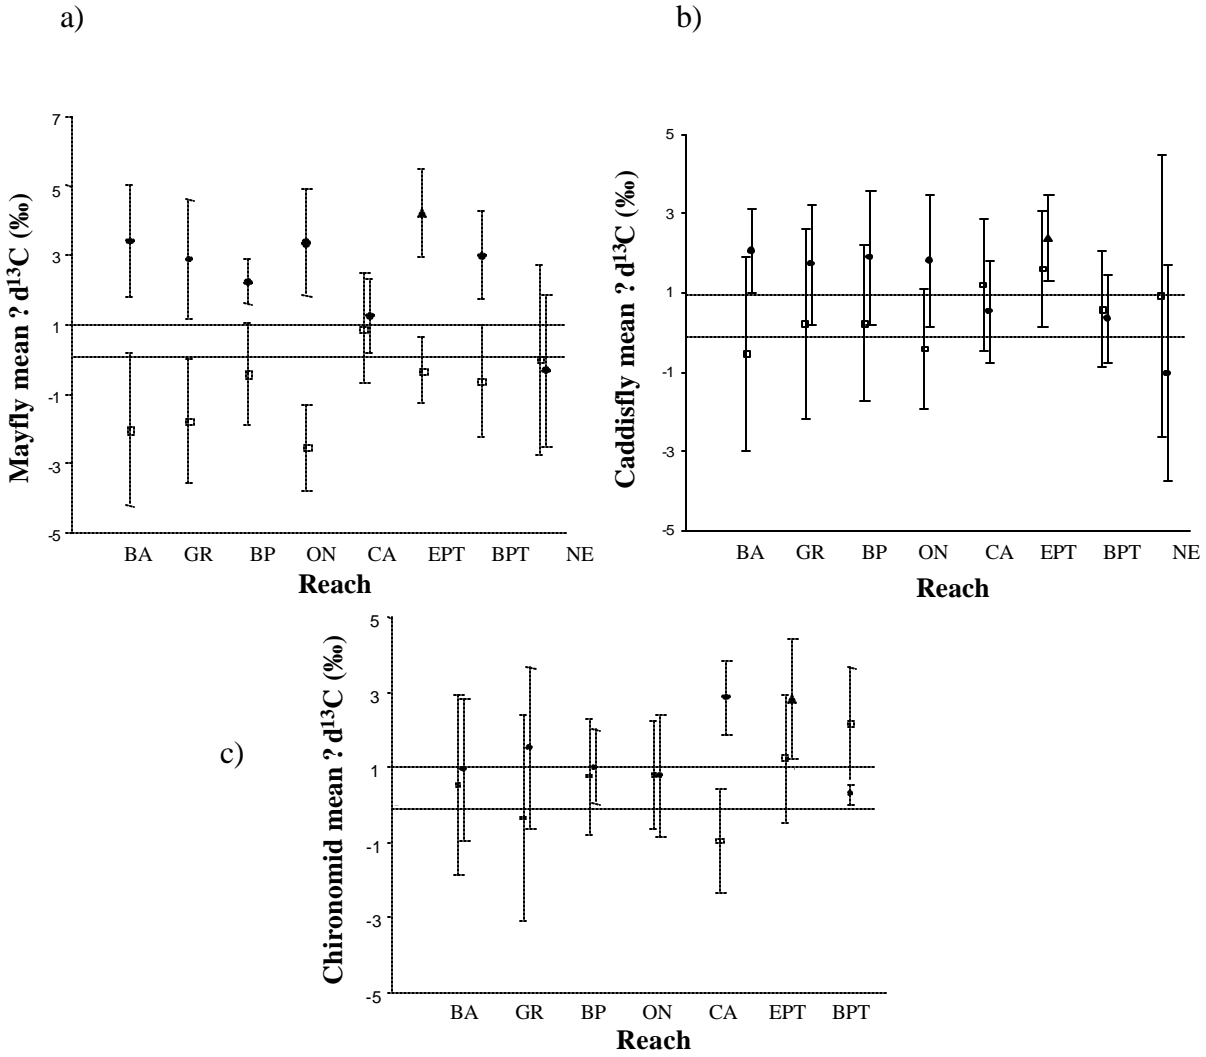 a)
Mayfly mean ? d13C (‰)
7
5
3
1
-1
-3
-5
BA GR BP ON CA EPT BPT NE
Reach
b)
Caddisfly mean ? d13C (‰)
5
3
1
-1
-3
-5
BA GR BP ON CA EPT BPT NE
Reach
c)
Chironomid mean ? d13C (‰)
5
3
1
-1
-3
-5
BA GR BP ON CA EPT BPT
Reach